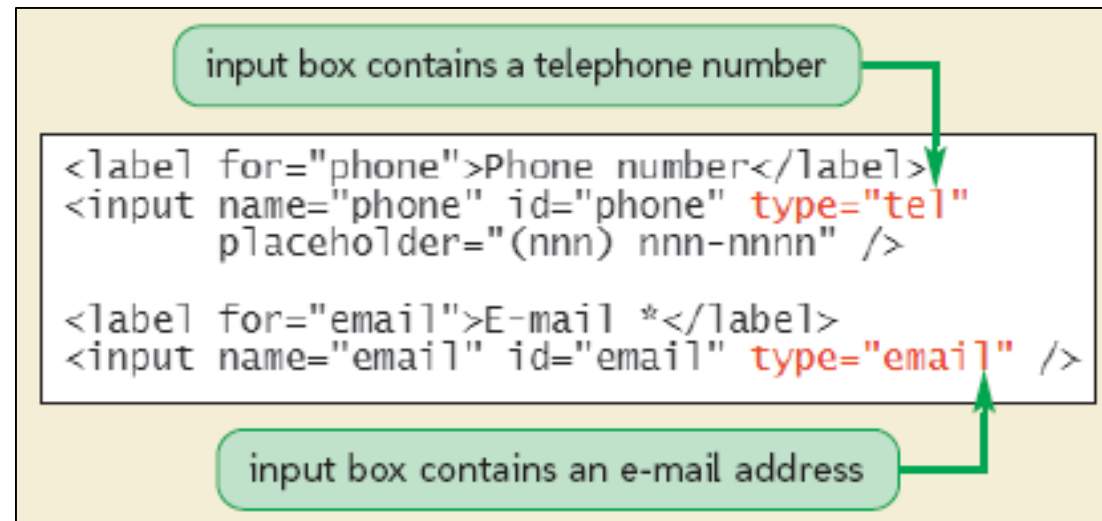 input box contains a telephone number
<label for="phone">Phone number</label>
<input name="phone" id="phone" type="tel"
placeholder="(nnn) nnn-nnnn" />
<label for="email">E-mail *</label>
<input name="email" id="email" type="email" />
input box contains an e-mail address